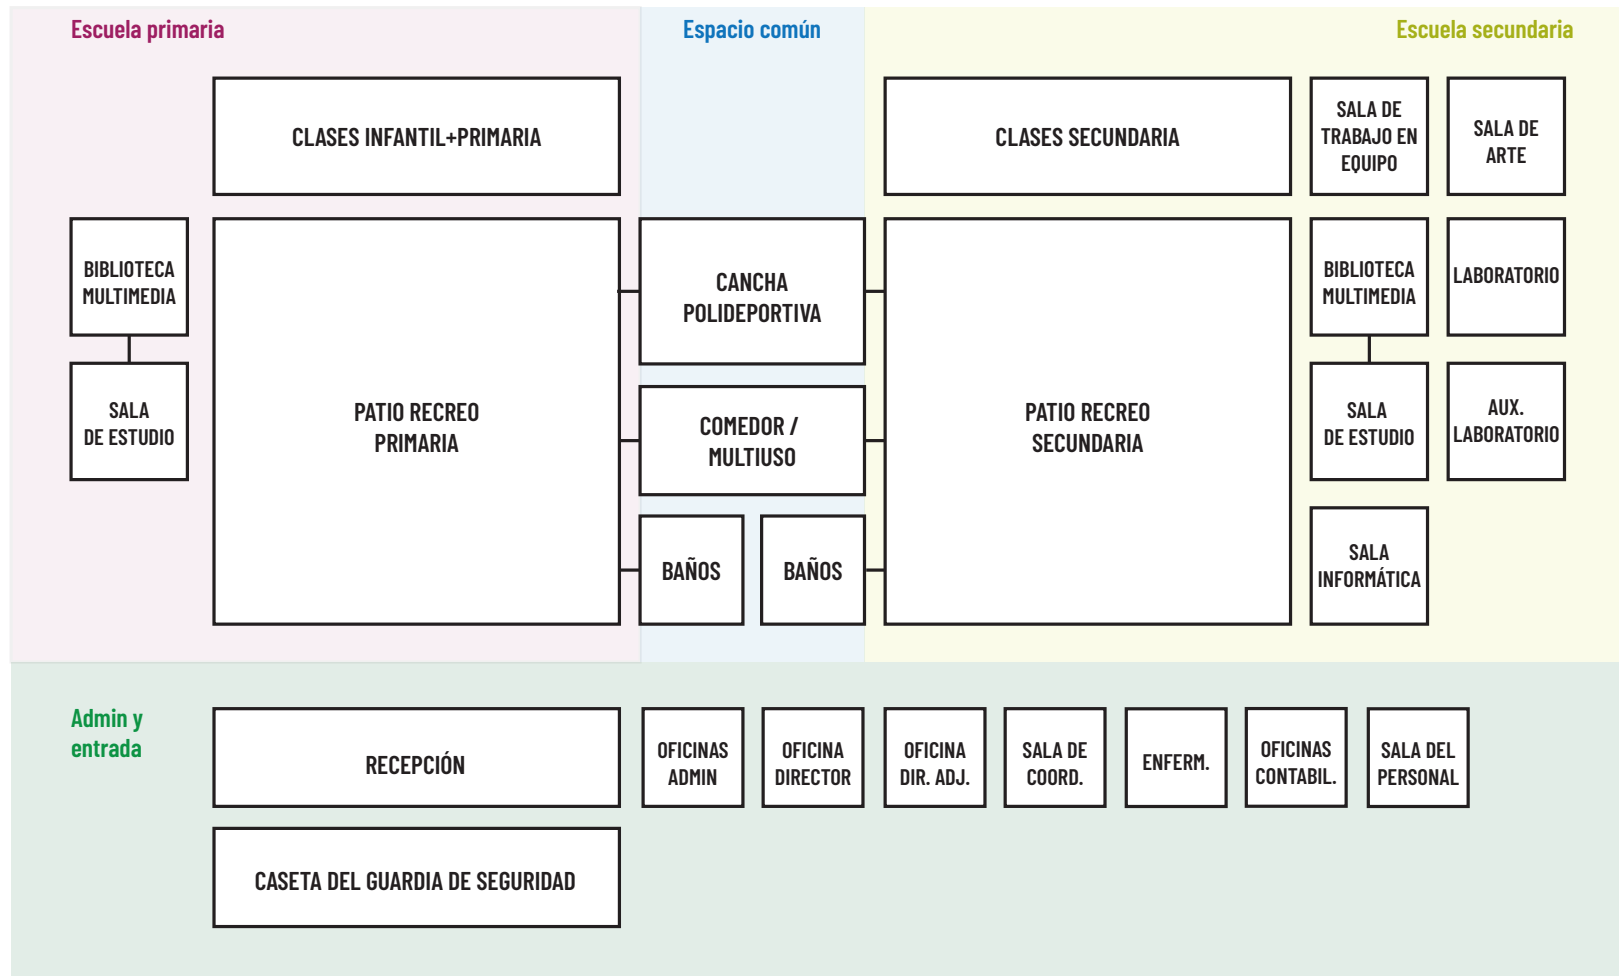 Escuela primaria
Espacio común
Escuela secundaria
CLASES INFANTIL+PRIMARIA
CLASES SECUNDARIA
SALA DE
TRABAJO EN
EQUIPO
SALA DE
ARTE
BIBLIOTECA
MULTIMEDIA
SALA
DE ESTUDIO
PATIO RECREO
PRIMARIA
CANCHA
POLIDEPORTIVA
COMEDOR /
MULTIUSO
BAÑOS
BAÑOS
PATIO RECREO
SECUNDARIA
BIBLIOTECA
MULTIMEDIA
LABORATORIO
SALA
DE ESTUDIO
AUX.
LABORATORIO
SALA
INFORMÁTICA
Admin y
entrada
RECEPCIÓN
OFICINAS
ADMIN
OFICINA
DIRECTOR
OFICINA
DIR. ADJ.
SALA DE
COORD.
ENFERM.
OFICINAS
CONTABIL.
SALA DEL
PERSONAL
CASETA DEL GUARDIA DE SEGURIDAD